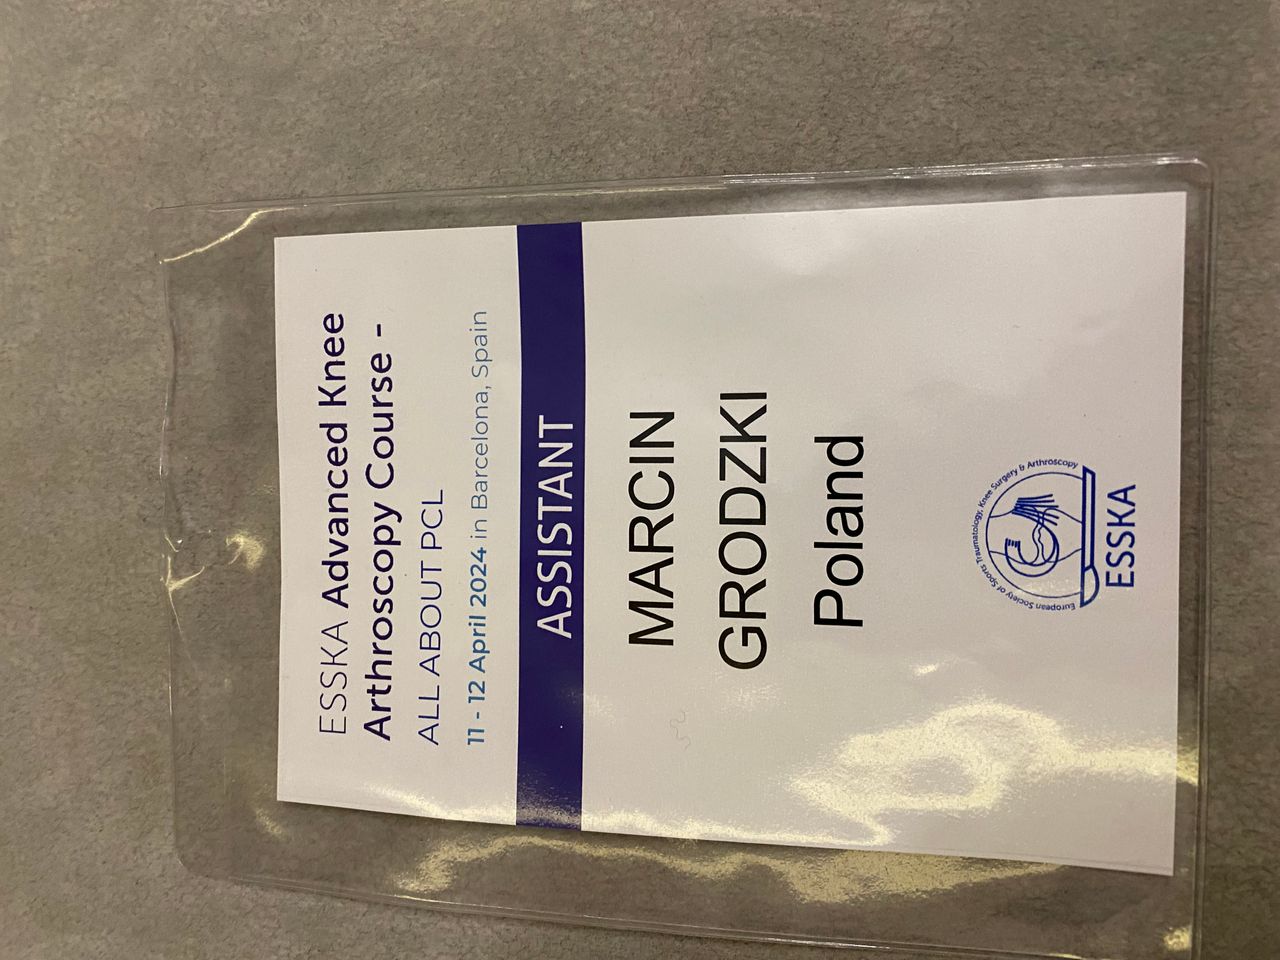 ESSKA Advanced Knee
Arthroscopy Course -
ALL ABOUT PCL
11 - 12 April 2024 in Barcelona, Spain
ASSISTANT
MARCIN
GRODZKI
Poland
European Society of Sports Traumatology, Knee Surgery & Arthroscopy
ESSKA